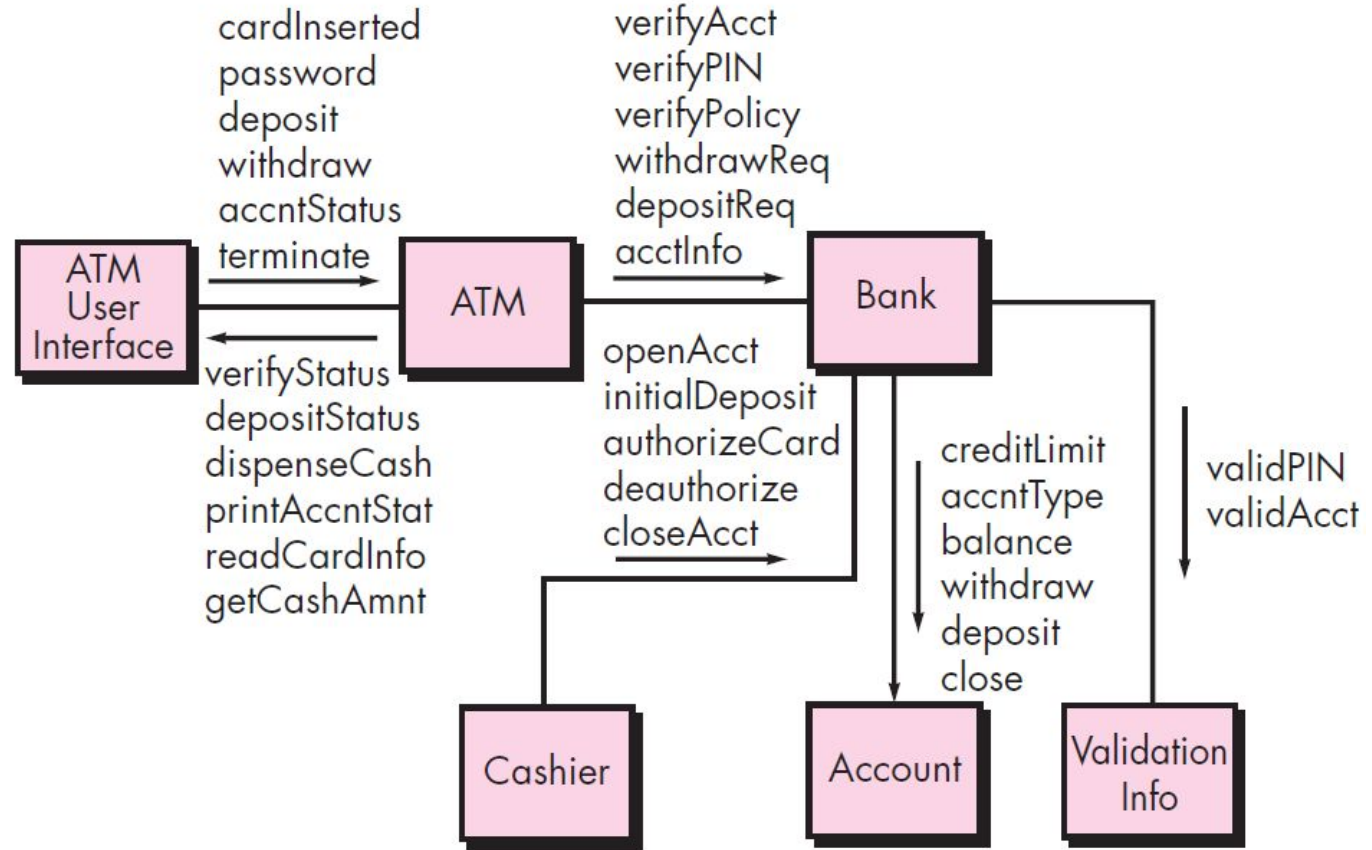 cardInserted
password
deposit
withdraw
accntStatus
terminate
verifyAcct
verifyPIN
verifyPolicy
withdrawReq
depositReq
acctInfo
ATM
User
Interface
ATM
Bank
verifyStatus
depositStatus
dispenseCash
printAccntStat
readCardInfo
getCashAmnt
openAcct
initialDeposit
authorizeCard
deauthorize
closeAcct
creditLimit
accntType
balance
withdraw
deposit
close
validPIN
validAcct
Cashier
Account
Validation
Info